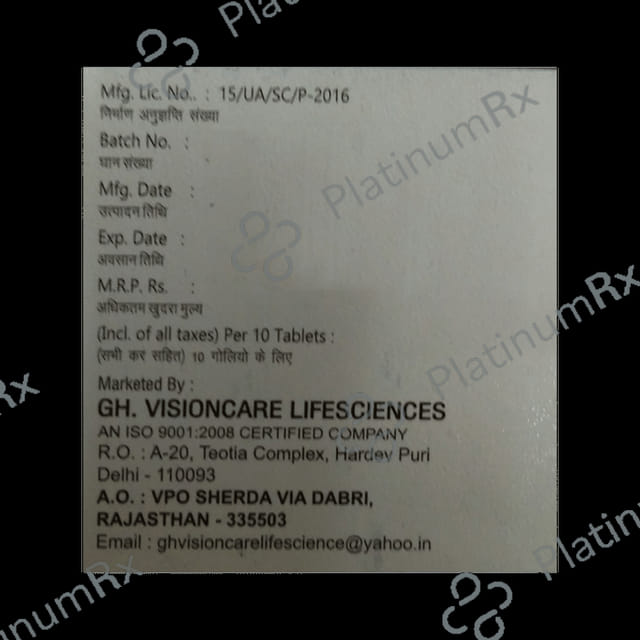 Mfg. Lic. No.. : 15/UA/SC/P-2016
निर्माण अनुज्ञप्ति संख्या
Batch No. :
घान संख्या
Mfg. Date :
उत्पादन तिथि
Exp. Date :
अवसान तिथि
M.R.P. Rs. :
अधिकतम खुदरा मुल्य
(Incl. of all taxes) Per 10 Tablets :
(सभी कर सहित) 10 गोलियो के लिए
Marketed By :
GH. VISIONCARE LIFESCIENCES
AN ISO 9001:2008 CERTIFIED COMPANY
R.O. : A-20, Teotia Complex, Hardev Puri
Delhi - 110093
A.O. : VPO SHERDA VIA DABRI,
RAJASTHAN - 335503
Email : ghvisioncarelifescience@yahoo.in
PlatinumRx
PlatinumRx